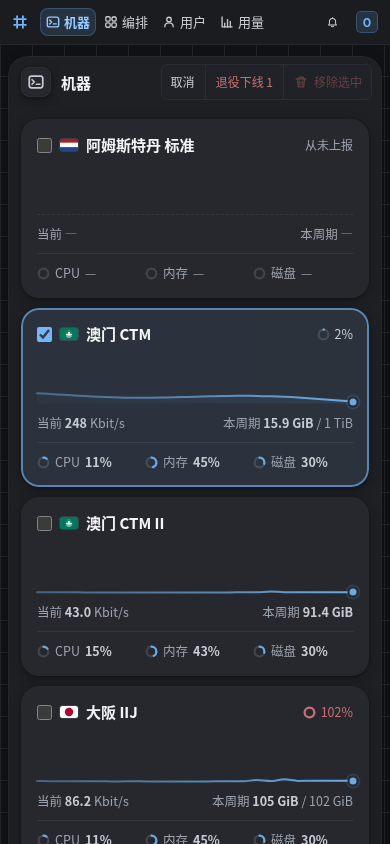 机器 编排 用户 用量 O
机器 取消 退役下线 1 移除选中
阿姆斯特丹 标准 从未上报
当前 — 本周期 —
CPU — 内存 — 磁盘 —
澳门 CTM 2%
当前 248 Kbit/s 本周期 15.9 GiB / 1 TiB
CPU 11% 内存 45% 磁盘 30%
澳门 CTM II
当前 43.0 Kbit/s 本周期 91.4 GiB
CPU 15% 内存 43% 磁盘 30%
大阪 IIJ 102%
当前 86.2 Kbit/s 本周期 105 GiB / 102 GiB
CPU 11% 内存 45% 磁盘 30%